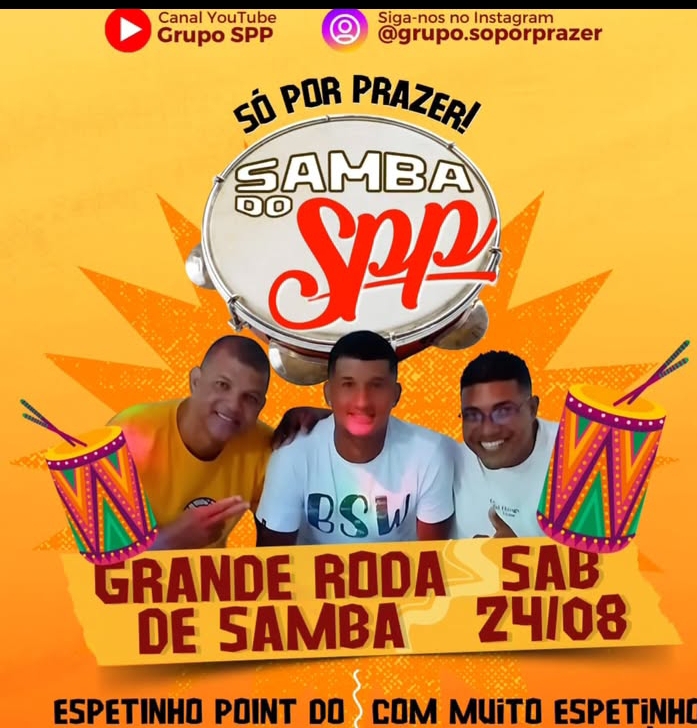 Canal YouTube
Grupo SPP
Siga-nos no Instagram
@grupo.soporprazer
SÓ POR PRAZER!
SAMBA
DO
Spp
BSW
GRANDE RODA
DE SAMBA
SAB
24/08
ESPETINHO POINT DO
COM MUITO